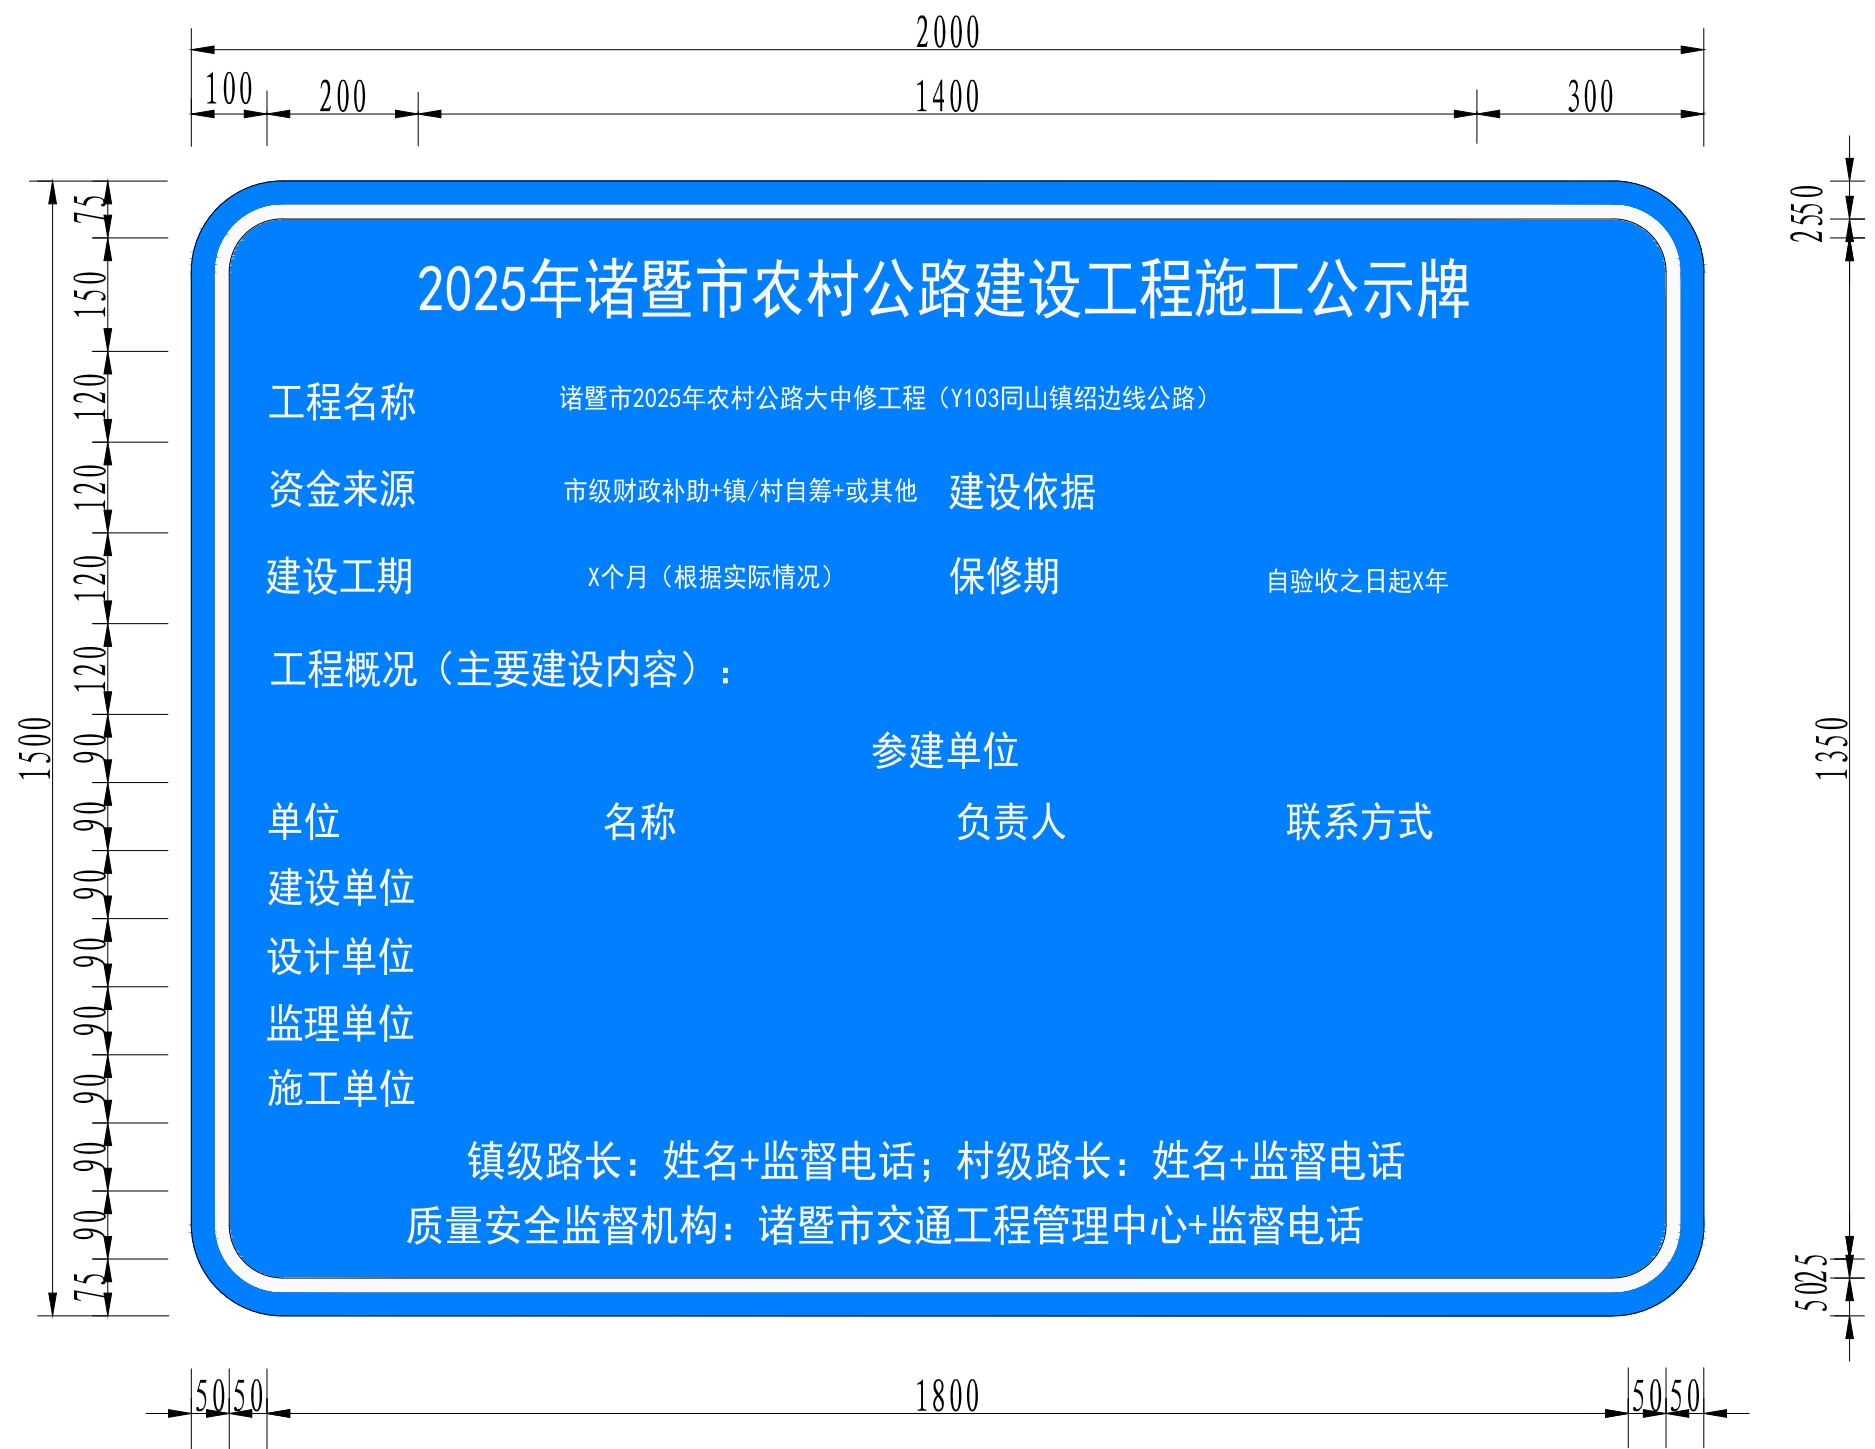 2000
100 200 1400 300
2025年诸暨市农村公路建设工程施工公示牌
工程名称 诸暨市2025年农村公路大中修工程（Y103同山镇绍边线公路）
资金来源 市级财政补助+镇/村自筹+或其他 建设依据
建设工期 X个月（根据实际情况） 保修期 自验收之日起X年
工程概况（主要建设内容）：
参建单位
单位 名称 负责人 联系方式
建设单位
设计单位
监理单位
施工单位
镇级路长：姓名+监督电话；村级路长：姓名+监督电话
质量安全监督机构：诸暨市交通工程管理中心+监督电话
1500
75
150
120
120
120
120
90
90
90
90
90
90
90
90
75
50
25
1350
25
50
50 50 1800 50 50